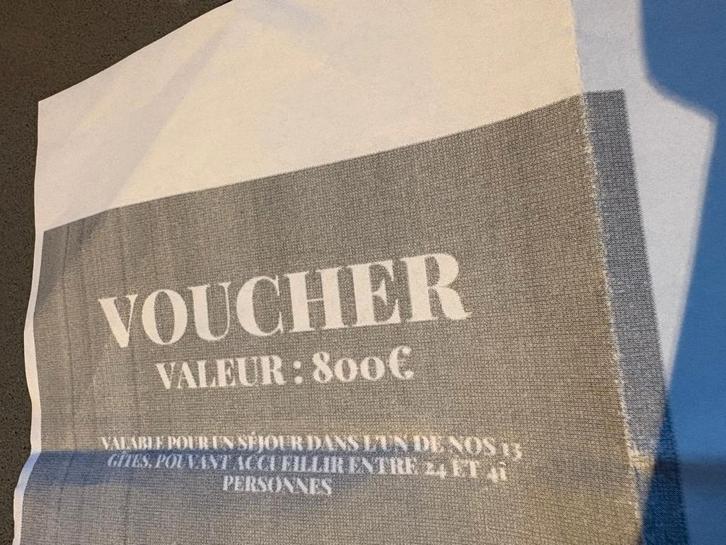 VOUCHER
VALEUR : 800€
VALABLE POUR UN SÉJOUR DANS L'UN DE NOS 13
GÎTES, POUVANT ACCUEILLIR ENTRE 24 ET 41
PERSONNES